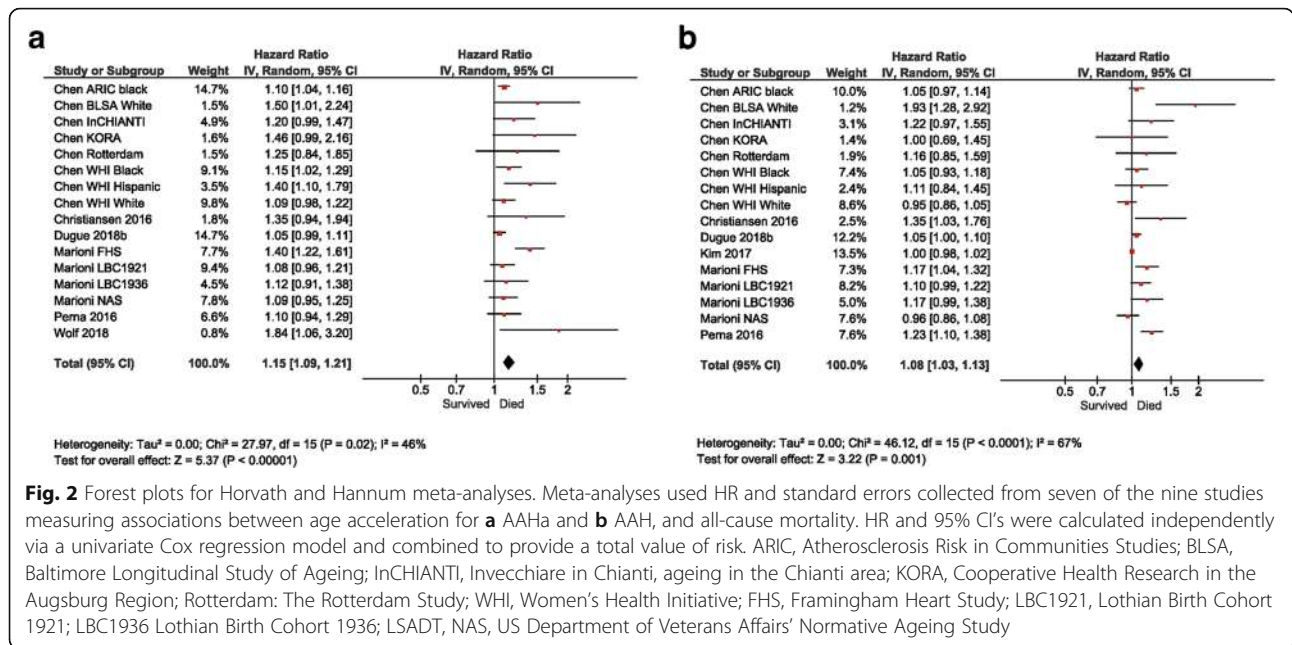 a
Hazard Ratio Hazard Ratio
Study or Subgroup Weight IV, Random, 95% CI IV, Random, 95% CI
Chen ARIC black 14.7% 1.10 [1.04, 1.16]
Chen BLSA White 1.5% 1.50 [1.01, 2.24]
Chen InCHIANTI 4.9% 1.20 [0.99, 1.47]
Chen KORA 1.6% 1.46 [0.99, 2.16]
Chen Rotterdam 1.5% 1.25 [0.84, 1.85]
Chen WHI Black 9.1% 1.15 [1.02, 1.29]
Chen WHI Hispanic 3.5% 1.40 [1.10, 1.79]
Chen WHI White 9.8% 1.09 [0.98, 1.22]
Christiansen 2016 1.8% 1.35 [0.94, 1.94]
Dugue 2018b 14.7% 1.05 [0.99, 1.11]
Marioni FHS 7.7% 1.40 [1.22, 1.61]
Marioni LBC1921 9.4% 1.08 [0.96, 1.21]
Marioni LBC1936 4.5% 1.12 [0.91, 1.38]
Marioni NAS 7.8% 1.09 [0.95, 1.25]
Perna 2016 6.6% 1.10 [0.94, 1.29]
Wolf 2018 0.8% 1.84 [1.06, 3.20]
Total (95% CI) 100.0% 1.15 [1.09, 1.21]
0.5 0.7 1 1.5 2
Survived Died
Heterogeneity: Tau² = 0.00; Chi² = 27.97, df = 15 (P = 0.02); I² = 46%
Test for overall effect: Z = 5.37 (P < 0.00001)
b
Hazard Ratio Hazard Ratio
Study or Subgroup Weight IV, Random, 95% CI IV, Random, 95% CI
Chen ARIC black 10.0% 1.05 [0.97, 1.14]
Chen BLSA White 1.2% 1.93 [1.28, 2.92]
Chen InCHIANTI 3.1% 1.22 [0.97, 1.55]
Chen KORA 1.4% 1.00 [0.69, 1.45]
Chen Rotterdam 1.9% 1.16 [0.85, 1.59]
Chen WHI Black 7.4% 1.05 [0.93, 1.18]
Chen WHI Hispanic 2.4% 1.11 [0.84, 1.45]
Chen WHI White 8.6% 0.95 [0.86, 1.05]
Christiansen 2016 2.5% 1.35 [1.03, 1.76]
Dugue 2018b 12.2% 1.05 [1.00, 1.10]
Kim 2017 13.5% 1.00 [0.98, 1.02]
Marioni FHS 7.3% 1.17 [1.04, 1.32]
Marioni LBC1921 8.2% 1.10 [0.99, 1.22]
Marioni LBC1936 5.0% 1.17 [0.99, 1.38]
Marioni NAS 7.6% 0.96 [0.86, 1.08]
Perna 2016 7.6% 1.23 [1.10, 1.38]
Total (95% CI) 100.0% 1.08 [1.03, 1.13]
0.5 0.7 1 1.5 2
Survived Died
Heterogeneity: Tau² = 0.00; Chi² = 46.12, df = 15 (P < 0.0001); I² = 67%
Test for overall effect: Z = 3.22 (P = 0.001)
Fig. 2 Forest plots for Horvath and Hannum meta-analyses. Meta-analyses used HR and standard errors collected from seven of the nine studies
measuring associations between age acceleration for a AAHa and b AAH, and all-cause mortality. HR and 95% CI's were calculated independently
via a univariate Cox regression model and combined to provide a total value of risk. ARIC, Atherosclerosis Risk in Communities Studies; BLSA,
Baltimore Longitudinal Study of Ageing; InCHIANTI, Invecchiare in Chianti, ageing in the Chianti area; KORA, Cooperative Health Research in the
Augsburg Region; Rotterdam: The Rotterdam Study; WHI, Women's Health Initiative; FHS, Framingham Heart Study; LBC1921, Lothian Birth Cohort
1921; LBC1936 Lothian Birth Cohort 1936; LSADT, NAS, US Department of Veterans Affairs' Normative Ageing Study